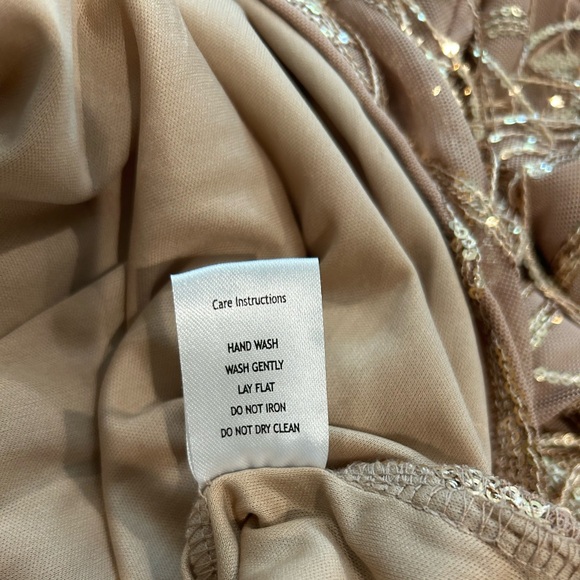 Care Instructions
HAND WASH
WASH GENTLY
LAY FLAT
DO NOT IRON
DO NOT DRY CLEAN